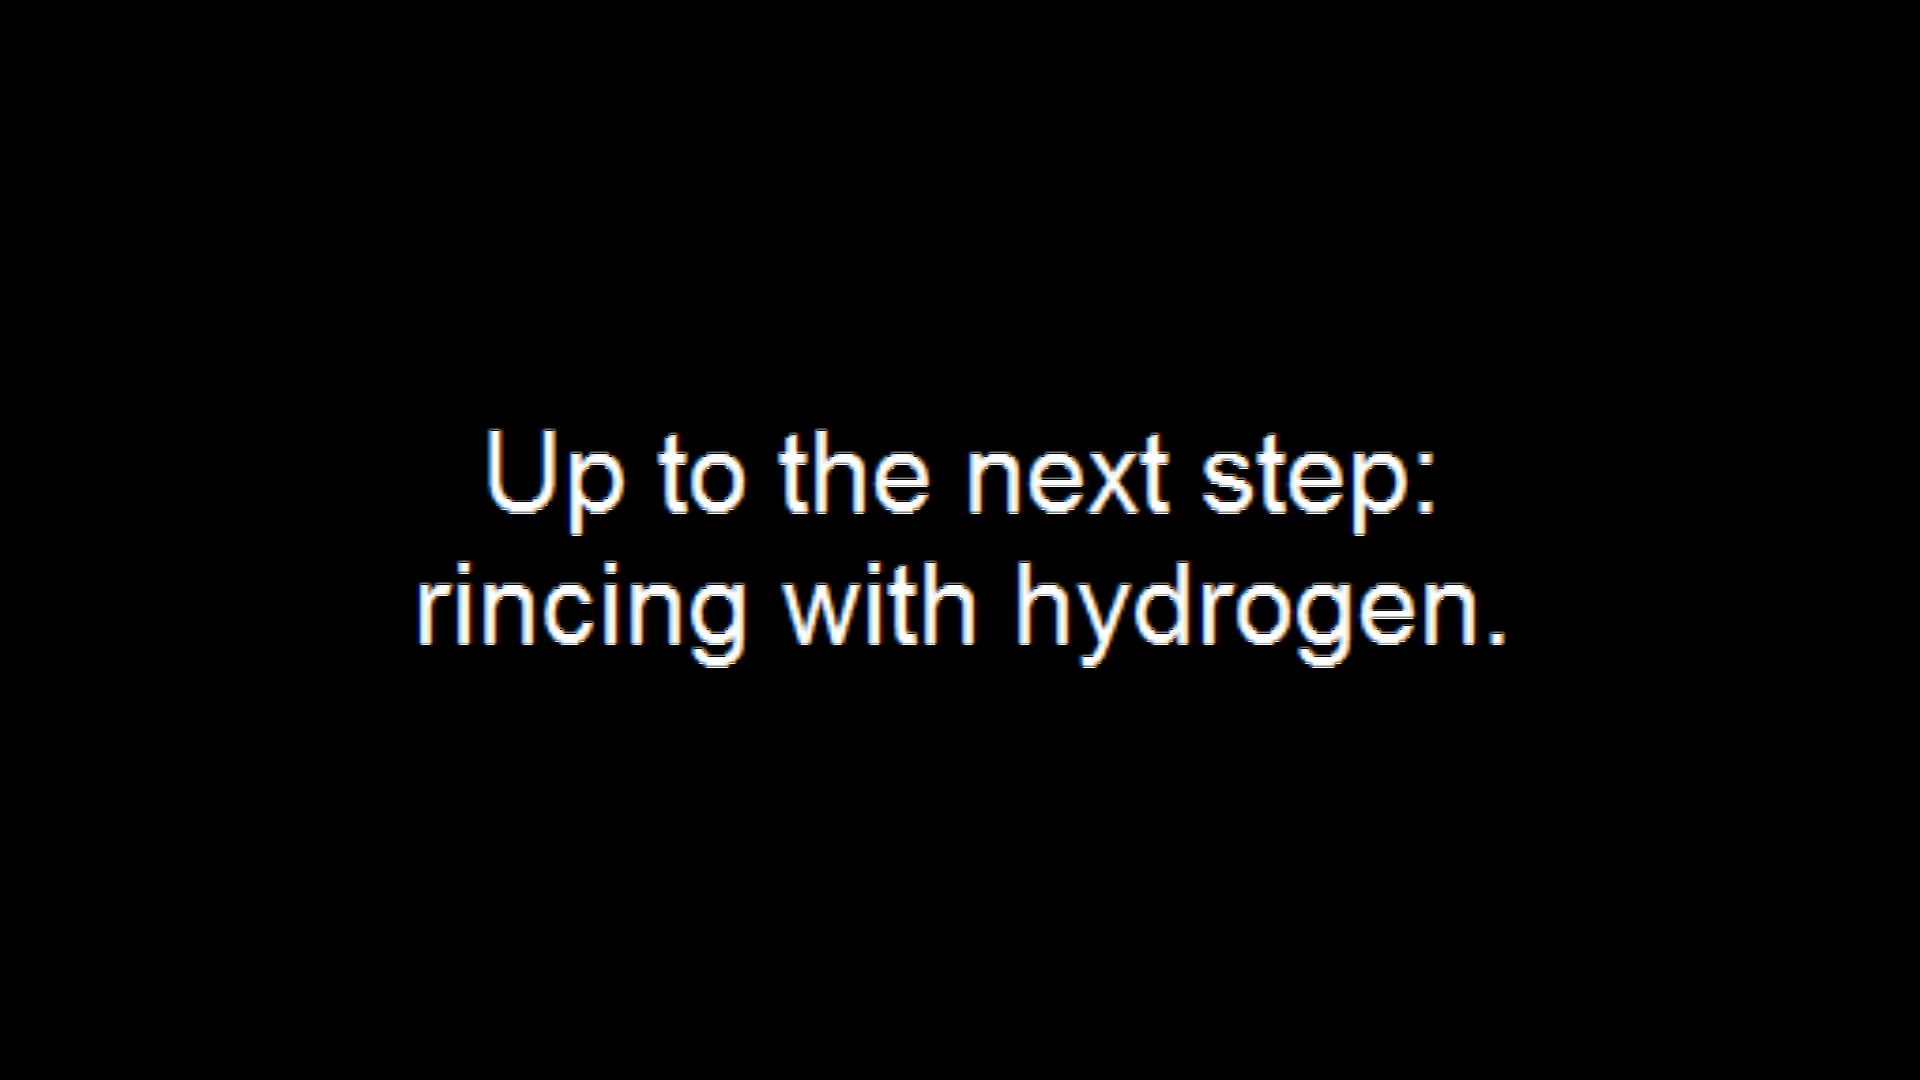 Up to the next step:
rincing with hydrogen.